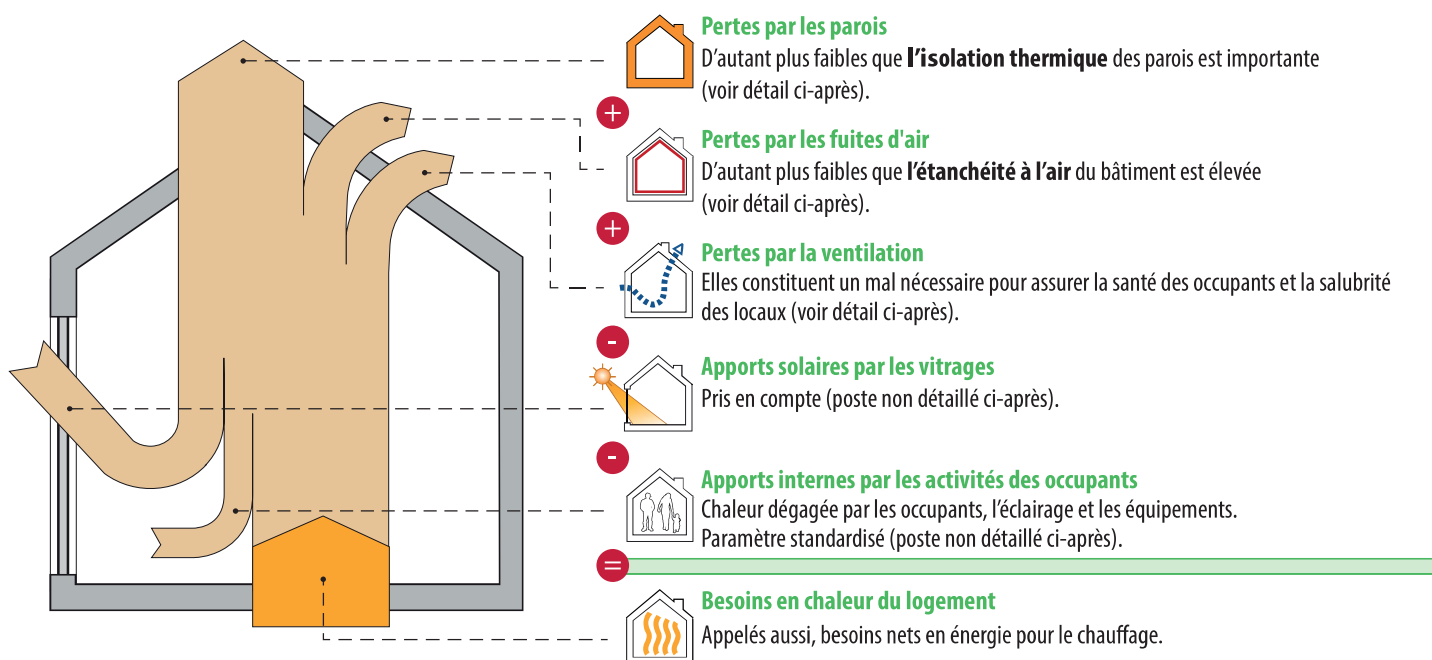 Pertes par les parois
D'autant plus faibles que l'isolation thermique des parois est importante
(voir détail ci-après).
+
Pertes par les fuites d'air
D'autant plus faibles que l'étanchéité à l'air du bâtiment est élevée
(voir détail ci-après).
+
Pertes par la ventilation
Elles constituent un mal nécessaire pour assurer la santé des occupants et la salubrité
des locaux (voir détail ci-après).
-
Apports solaires par les vitrages
Pris en compte (poste non détaillé ci-après).
-
Apports internes par les activités des occupants
Chaleur dégagée par les occupants, l'éclairage et les équipements.
Paramètre standardisé (poste non détaillé ci-après).
=
Besoins en chaleur du logement
Appelés aussi, besoins nets en énergie pour le chauffage.